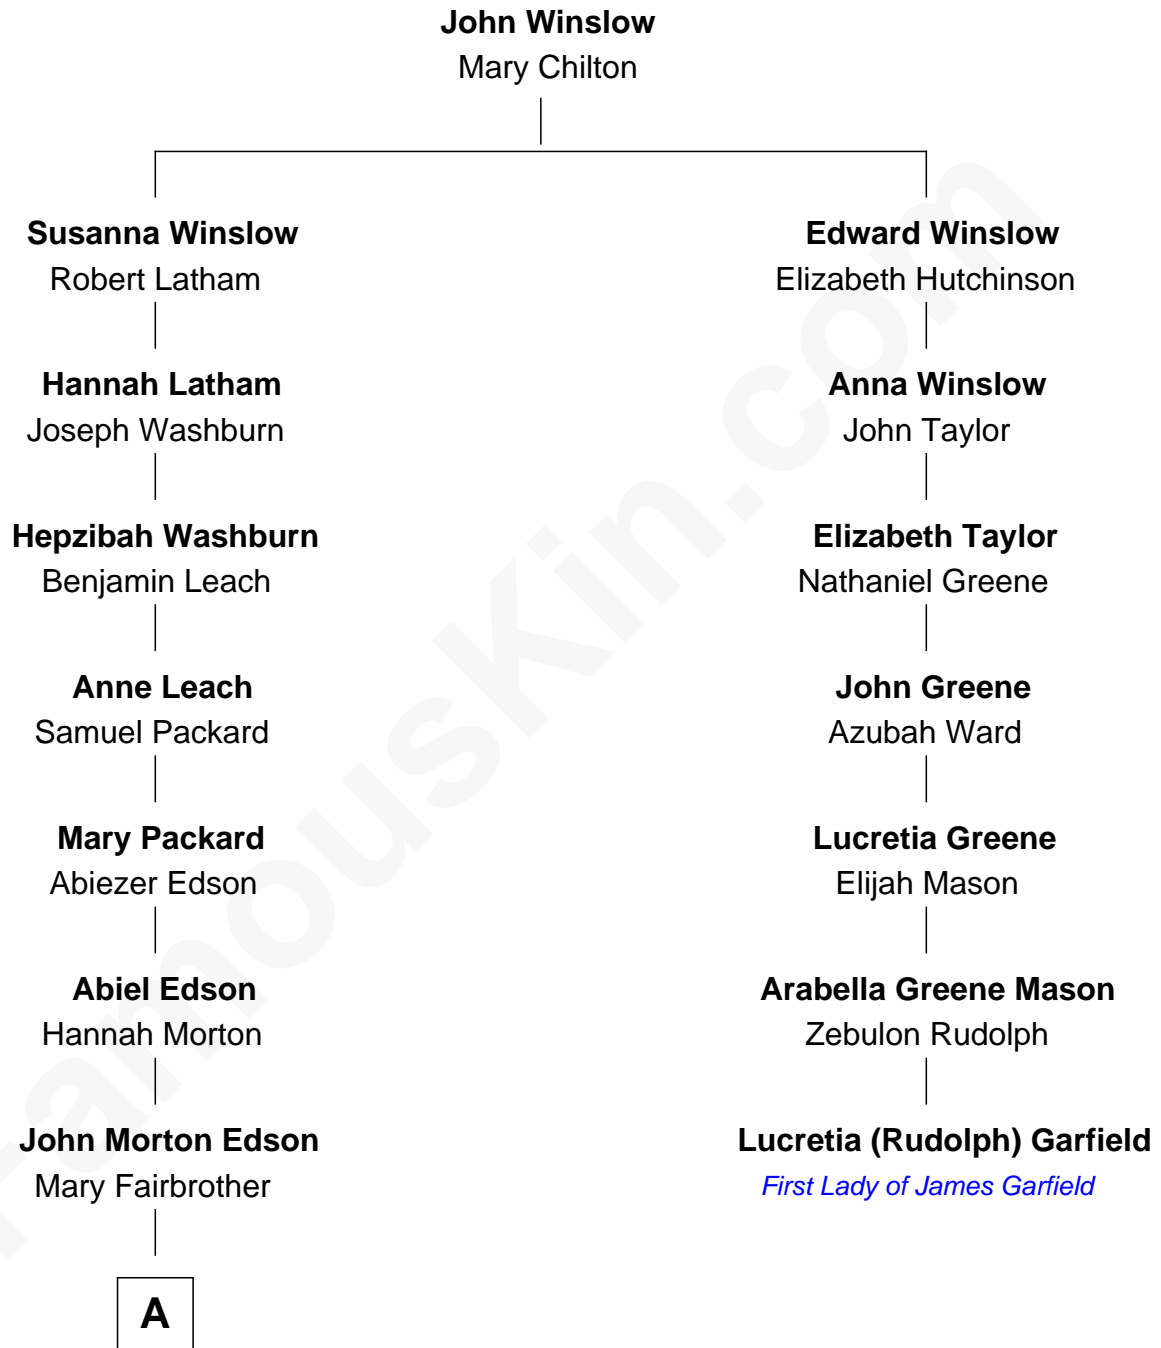 John Winslow
Mary Chilton
Susanna Winslow
Robert Latham
Edward Winslow
Elizabeth Hutchinson
Hannah Latham
Joseph Washburn
Anna Winslow
John Taylor
Hepzibah Washburn
Benjamin Leach
Elizabeth Taylor
Nathaniel Greene
Anne Leach
Samuel Packard
John Greene
Azubah Ward
Mary Packard
Abiezer Edson
Lucretia Greene
Elijah Mason
Abiel Edson
Hannah Morton
Arabella Greene Mason
Zebulon Rudolph
John Morton Edson
Mary Fairbrother
Lucretia (Rudolph) Garfield
First Lady of James Garfield
A
FamousKin.com